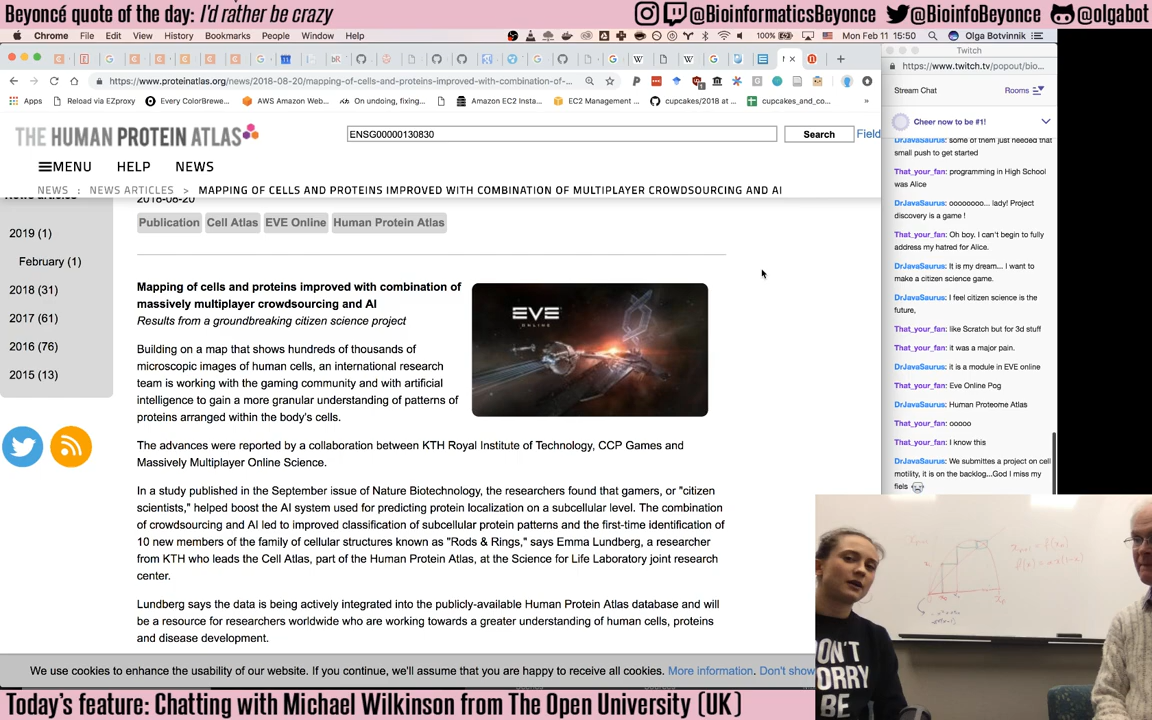 Beyoncé quote of the day: I'd rather be crazy
@BioinformaticsBeyonce @BioinfoBeyonce @olgabot
Chrome File Edit View History Bookmarks People Window Help
100% Mon Feb 11 15:50 Olga Botvinnik
https://www.proteinatlas.org/news/2018-08-20/mapping-of-cells-and-proteins-improved-with-combination-of-...
Apps Reload via EZproxy Every ColorBrewe... AWS Amazon Web... On undoing, fixing... Amazon EC2 Insta... EC2 Management ... cupcakes/2018 at ... cupcakes_and_co... »
THE HUMAN PROTEIN ATLAS
ENSG00000130830
Search
Field
MENU HELP NEWS
NEWS : NEWS ARTICLES > MAPPING OF CELLS AND PROTEINS IMPROVED WITH COMBINATION OF MULTIPLAYER CROWDSOURCING AND AI
News articles
2019 (1)
February (1)
2018 (31)
2017 (61)
2016 (76)
2015 (13)
2018-08-20
Publication Cell Atlas EVE Online Human Protein Atlas
Mapping of cells and proteins improved with combination of
massively multiplayer crowdsourcing and AI
Results from a groundbreaking citizen science project
Building on a map that shows hundreds of thousands of
microscopic images of human cells, an international research
team is working with the gaming community and with artificial
intelligence to gain a more granular understanding of patterns of
proteins arranged within the body's cells.
EVE
ONLINE
The advances were reported by a collaboration between KTH Royal Institute of Technology, CCP Games and
Massively Multiplayer Online Science.
In a study published in the September issue of Nature Biotechnology, the researchers found that gamers, or "citizen
scientists," helped boost the AI system used for predicting protein localization on a subcellular level. The combination
of crowdsourcing and AI led to improved classification of subcellular protein patterns and the first-time identification of
10 new members of the family of cellular structures known as "Rods & Rings," says Emma Lundberg, a researcher
from KTH who leads the Cell Atlas, part of the Human Protein Atlas, at the Science for Life Laboratory joint research
center.
Lundberg says the data is being actively integrated into the publicly-available Human Protein Atlas database and will
be a resource for researchers worldwide who are working towards a greater understanding of human cells, proteins
and disease development.
We use cookies to enhance the usability of our website. If you continue, we'll assume that you are happy to receive all cookies. More information. Don't show
Twitch
https://www.twitch.tv/popout/bio...
Stream Chat Rooms
Cheer now to be #1!
some of them just needed that
small push to get started
That_your_fan: programming in High School
was Alice
DrJavaSaurus: oooooooo... lady! Project
discovery is a game !
That_your_fan: Oh boy. I can't begin to fully
address my hatred for Alice.
DrJavaSaurus: It is my dream... I want to
make a citizen science game.
DrJavaSaurus: I feel citizen science is the
future,
That_your_fan: like Scratch but for 3d stuff
That_your_fan: it was a major pain.
DrJavaSaurus: it is a module in EVE online
That_your_fan: Eve Online Pog
DrJavaSaurus: Human Proteome Atlas
That_your_fan: ooooo
That_your_fan: I know this
DrJavaSaurus: We submittes a project on cell
motility, it is on the backlog...God I miss my
fiels
ON'T
ORRY
BE
Today's feature: Chatting with Michael Wilkinson from The Open University (UK)